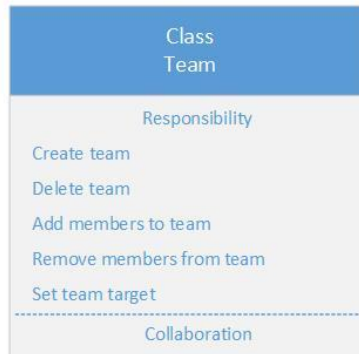 Class
Team
Responsibility
Create team
Delete team
Add members to team
Remove members from team
Set team target
Collaboration